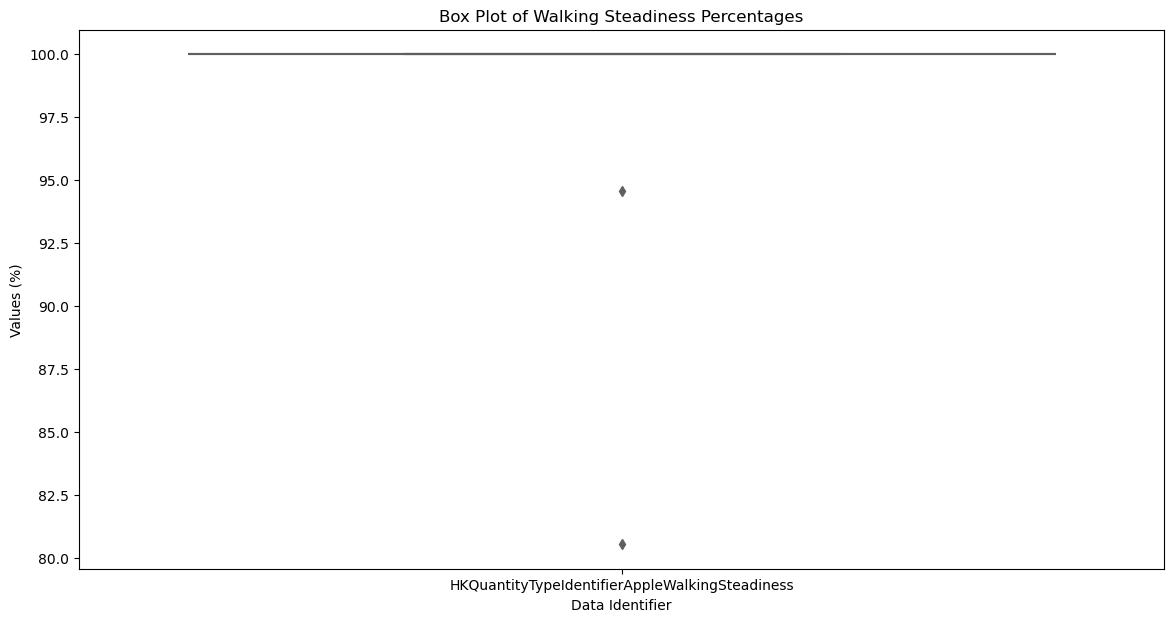 Box Plot of Walking Steadiness Percentages
100.0
97.5
95.0
92.5
90.0
87.5
85.0
82.5
80.0
Values (%)
HKQuantityTypeIdentifierAppleWalkingSteadiness
Data Identifier